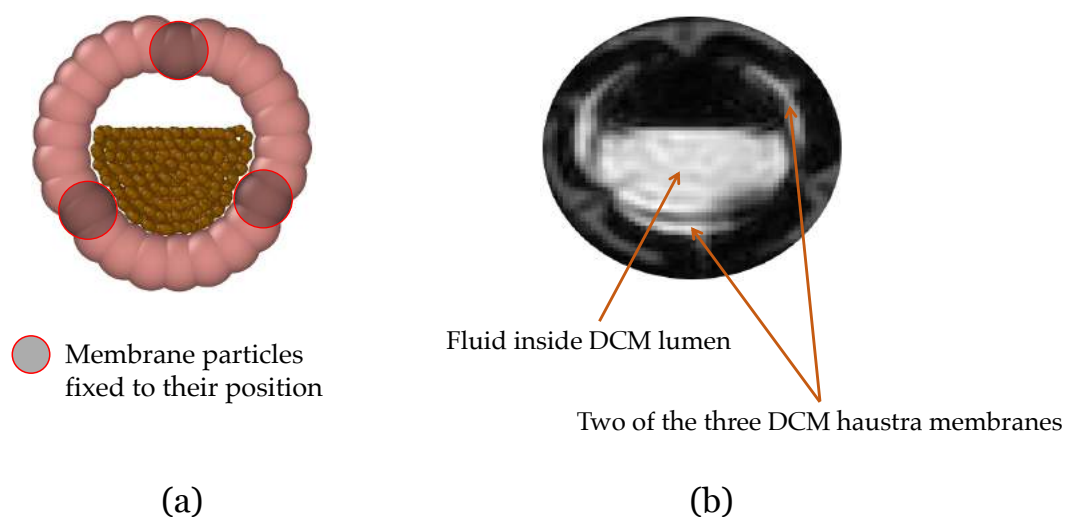 Membrane particles
fixed to their position
Fluid inside DCM lumen
Two of the three DCM haustra membranes
(a)
(b)